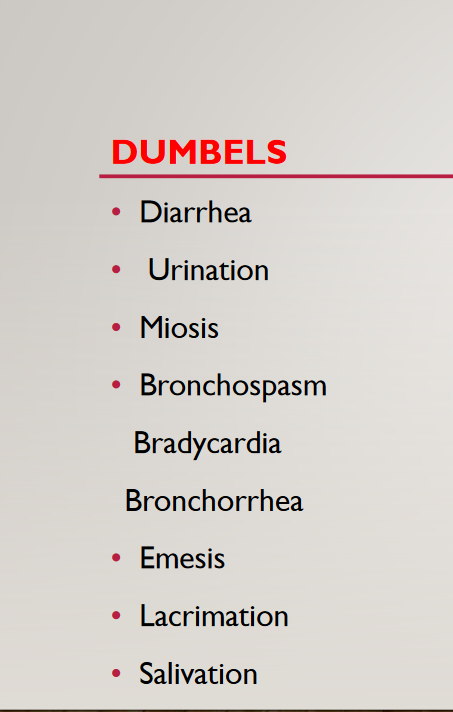 DUMBELS
• Diarrhea
• Urination
• Miosis
• Bronchospasm
Bradycardia
Bronchorrhea
• Emesis
• Lacrimation
• Salivation